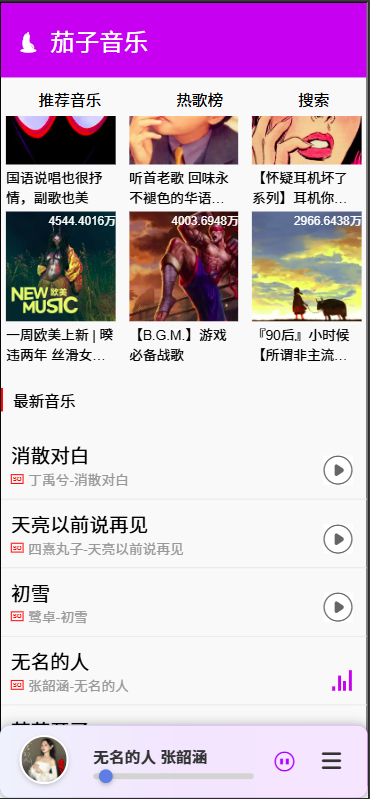 茄子音乐
推荐音乐 热歌榜 搜索
国语说唱也很抒
情，副歌也美
听首老歌 回味永
不褪色的华语…
【怀疑耳机坏了
系列】耳机你…
4544.4016万
4003.6948万
2966.6438万
NEW 欧美
MUSIC
一周欧美上新 | 暌
违两年 丝滑女…
【B.G.M.】游戏
必备战歌
『90后』小时候
【所谓非主流…
最新音乐
消散对白
SQ 丁禹兮-消散对白
天亮以前说再见
SQ 四熹丸子-天亮以前说再见
初雪
SQ 鹭卓-初雪
无名的人
SQ 张韶涵-无名的人
无名的人 张韶涵